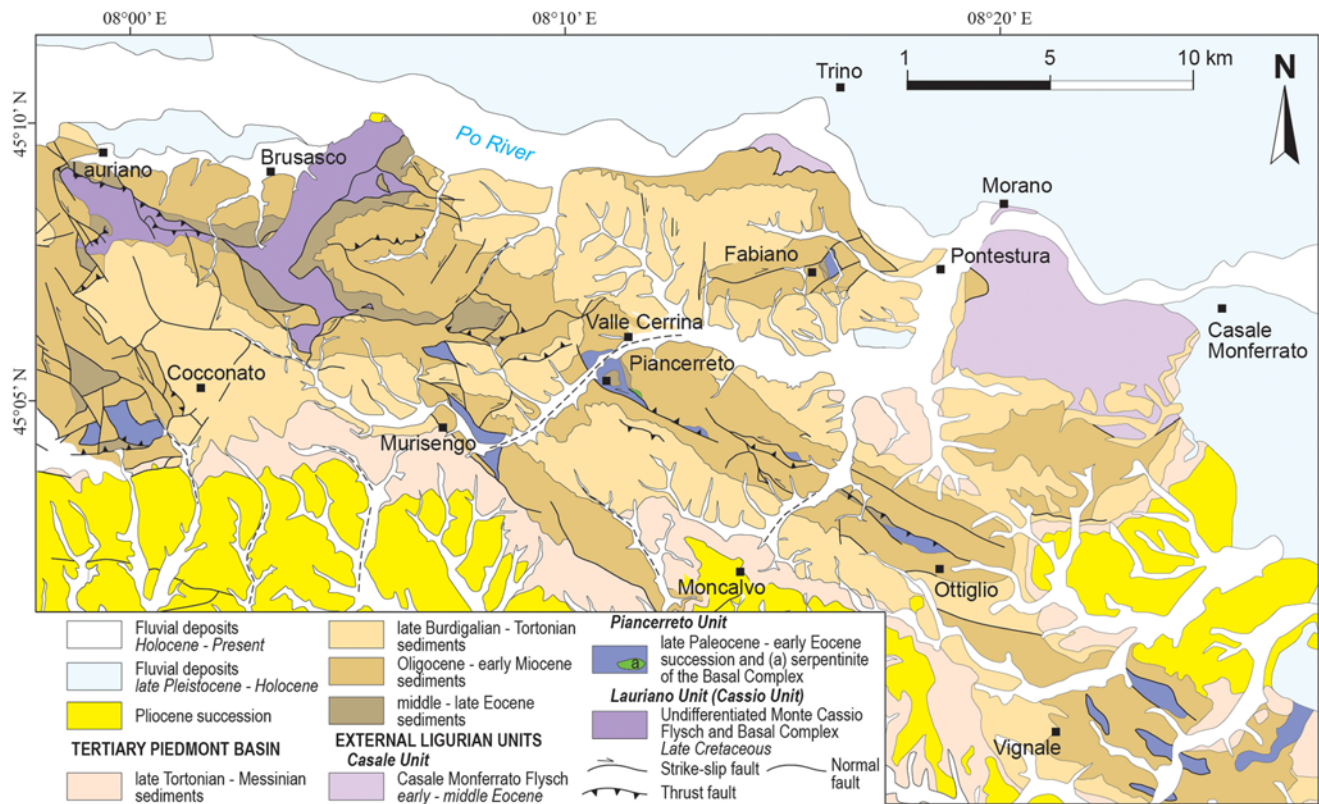 08°00’ E
08°10’ E
08°20’ E
1
5
10 km
N
Trino
45°10’ N
Po River
Lauriano
Brusasco
Morano
Fabiano
Pontestura
Casale
Monferrato
Valle Cerrina
Cocconato
Piancerreto
45°05’ N
Murisengo
Moncalvo
Ottiglio
Vignale
Fluvial deposits
Holocene - Present
Fluvial deposits
late Pleistocene - Holocene
Pliocene succession
TERTIARY PIEDMONT BASIN
late Tortonian - Messinian
sediments
late Burdigalian - Tortonian
sediments
Oligocene - early Miocene
sediments
middle - late Eocene
sediments
EXTERNAL LIGURIAN UNITS
Casale Unit
Casale Monferrato Flysch
early - middle Eocene
Piancerreto Unit
a
late Paleocene - early Eocene
succession and (a) serpentinite
of the Basal Complex
Lauriano Unit (Cassio Unit)
Undifferentiated Monte Cassio
Flysch and Basal Complex
Late Cretaceous
Strike-slip fault
Normal
fault
Thrust fault